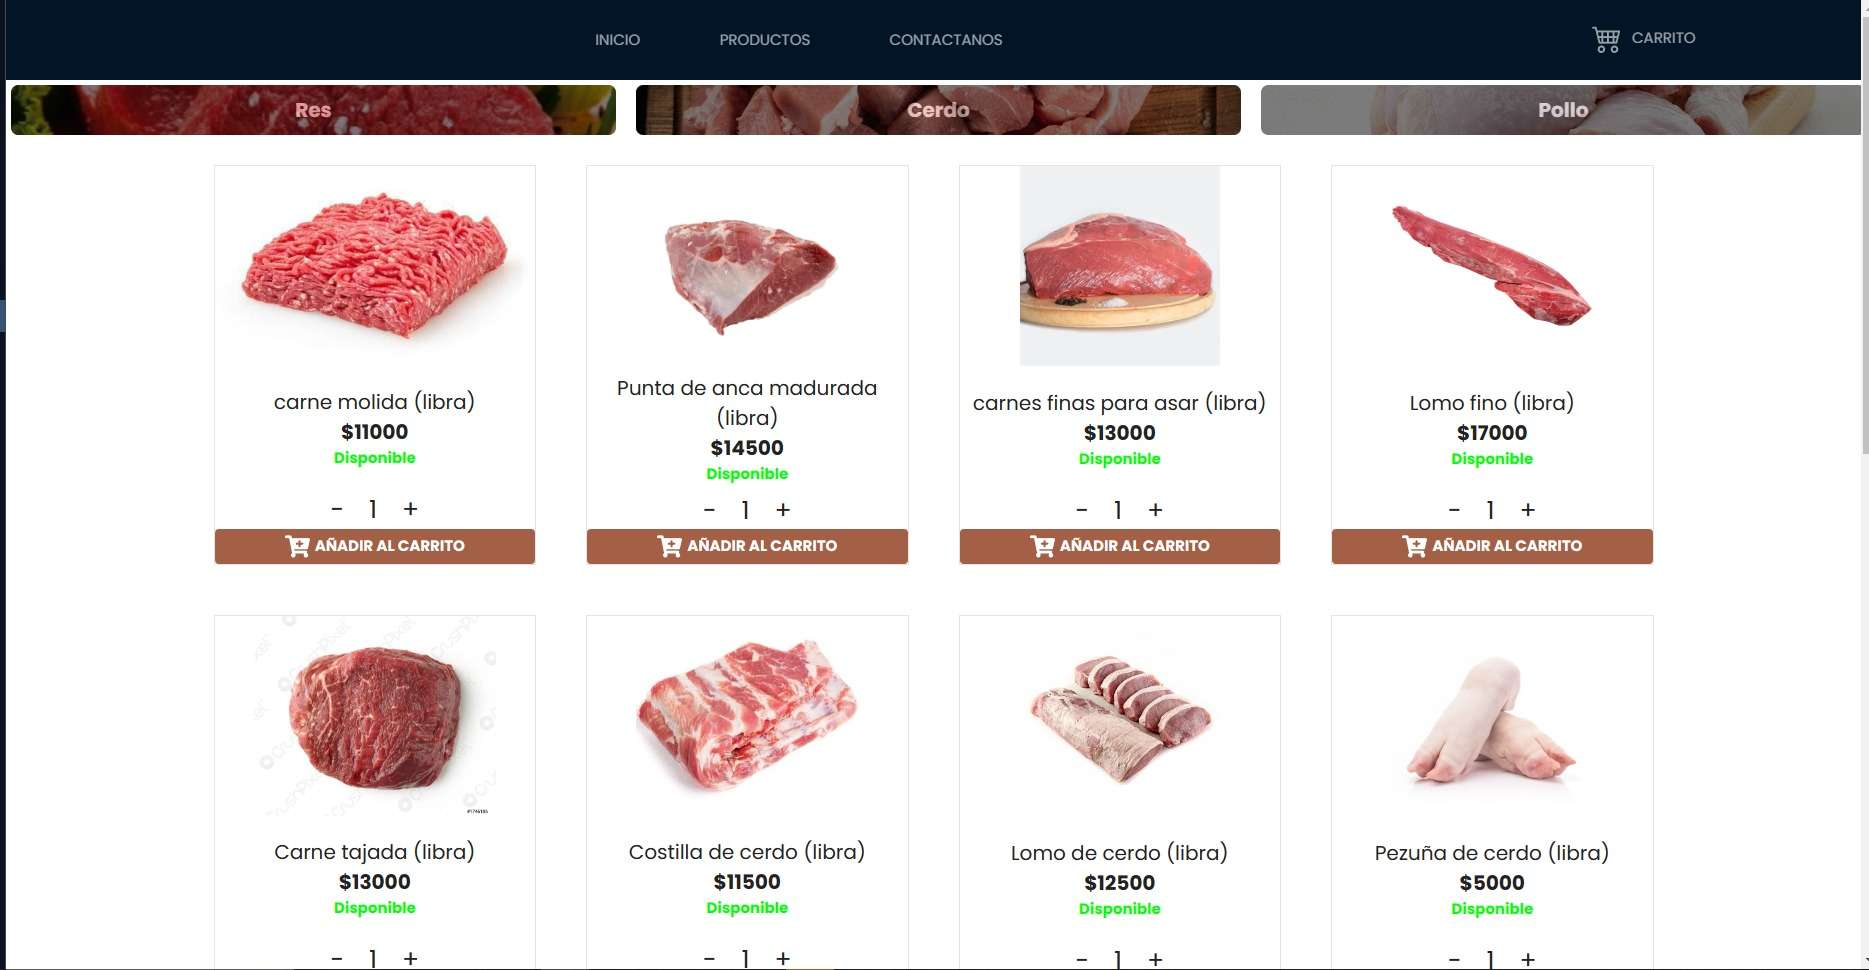 INICIO
PRODUCTOS
CONTACTANOS
CARRITO
Res
Cerdo
Pollo
carne molida (libra)
$11000
Disponible
- 1 +
AÑADIR AL CARRITO
Punta de anca madurada
(libra)
$14500
Disponible
- 1 +
AÑADIR AL CARRITO
carnes finas para asar (libra)
$13000
Disponible
- 1 +
AÑADIR AL CARRITO
Lomo fino (libra)
$17000
Disponible
- 1 +
AÑADIR AL CARRITO
Carne tajada (libra)
$13000
Disponible
- 1 +
Costilla de cerdo (libra)
$11500
Disponible
- 1 +
Lomo de cerdo (libra)
$12500
Disponible
- 1 +
Pezuña de cerdo (libra)
$5000
Disponible
- 1 +